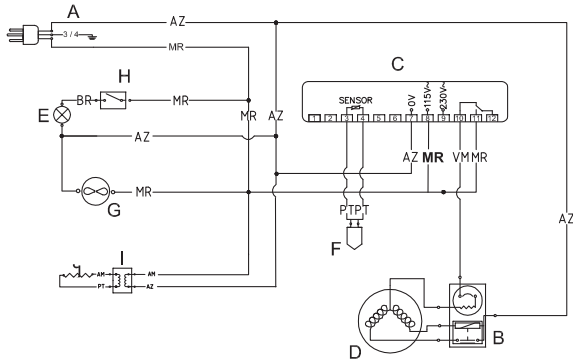 A
AZ
3 / 4
MR
H
C
BR
MR
E
MR
AZ
SENSOR
0V
115V~
230V~
1 2 3 4 5 6 7 8 9 10 11 12
AZ
AZ MR VM MR
MR
G
PT PT
F
AZ
I
AM
AM
PT
AZ
B
D